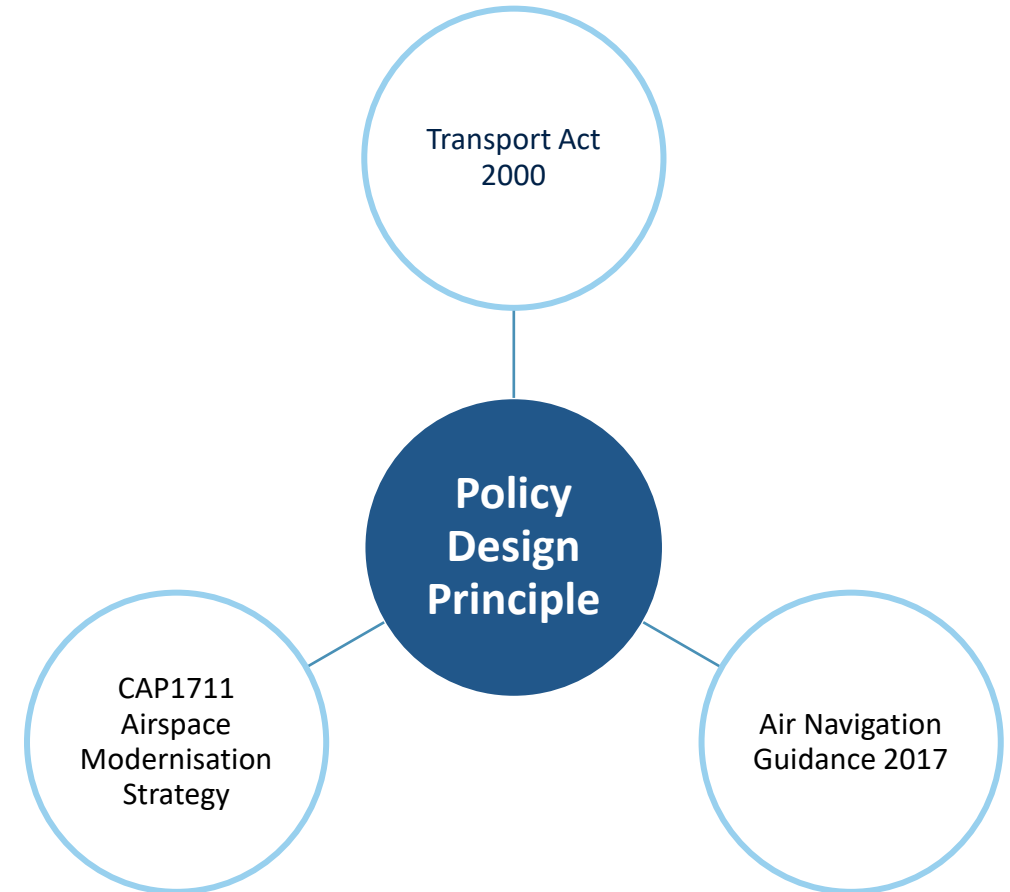 Transport Act
2000
Policy
Design
Principle
CAP1711
Airspace
Modernisation
Strategy
Air Navigation
Guidance 2017